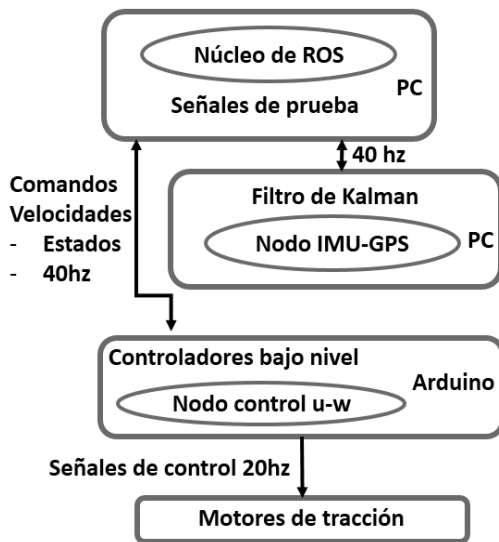 Núcleo de ROS
Señales de prueba
PC
40 hz
Comandos
Velocidades
- Estados
- 40hz
Filtro de Kalman
Nodo IMU-GPS
PC
Controladores bajo nivel
Arduino
Nodo control u-w
Señales de control 20hz
Motores de tracción